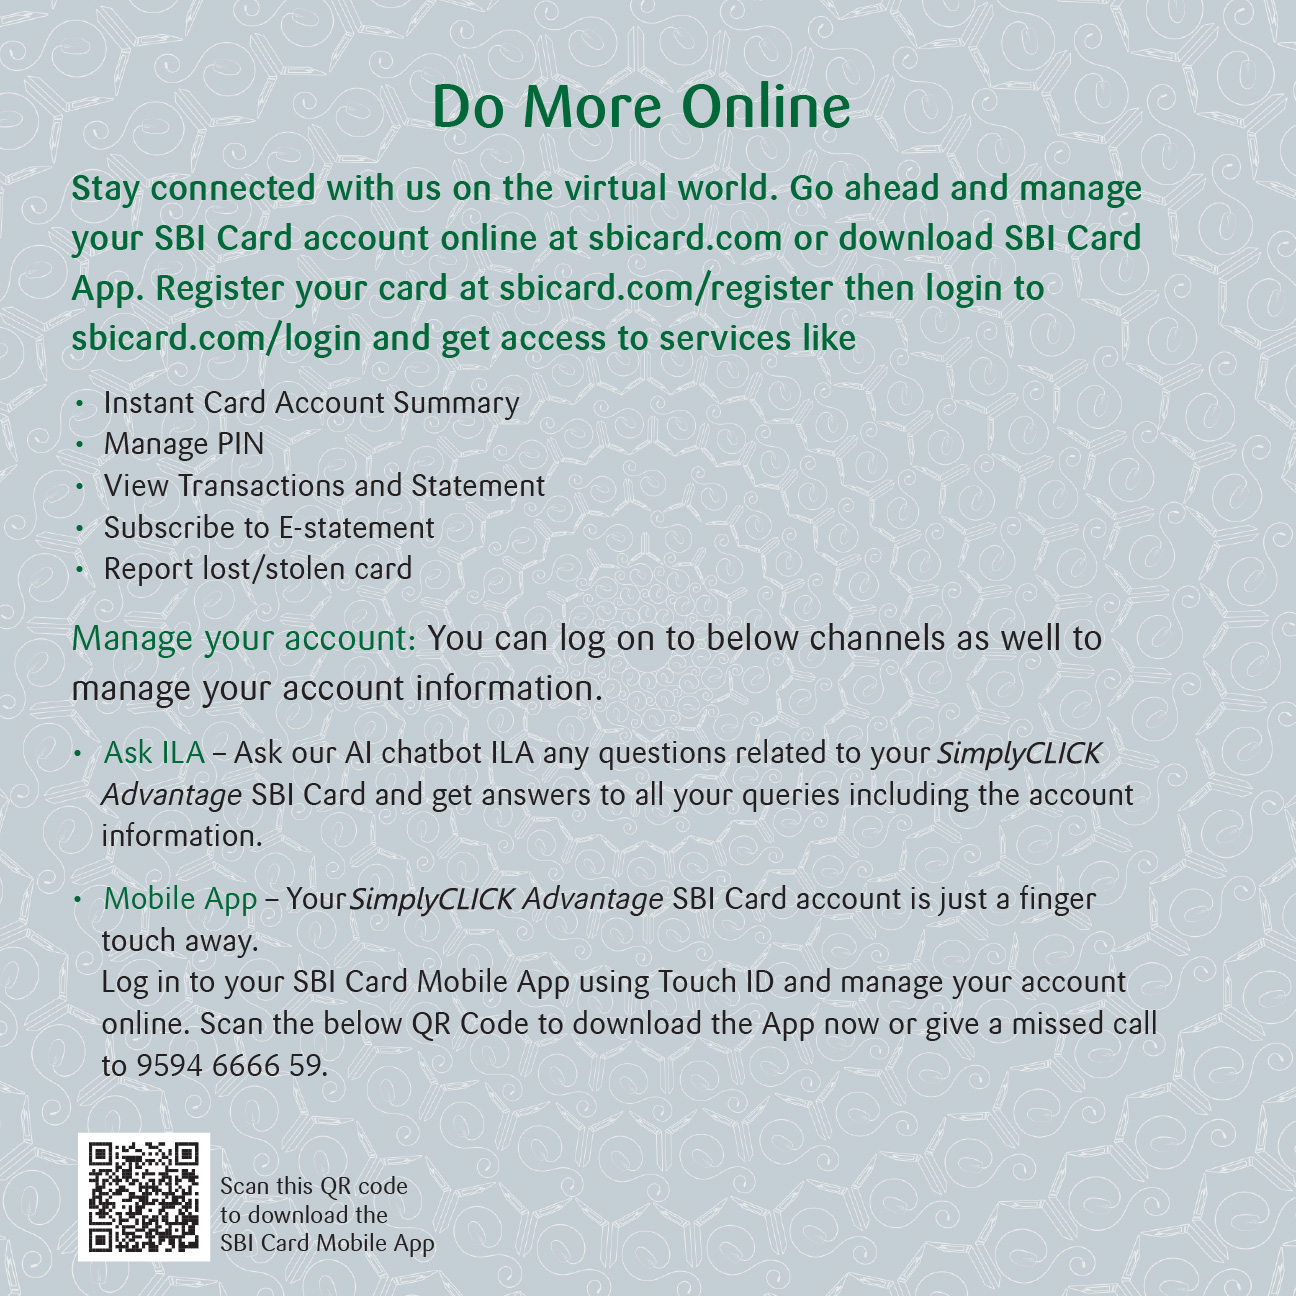 Do More Online
Stay connected with us on the virtual world. Go ahead and manage
your SBI Card account online at sbicard.com or download SBI Card
App. Register your card at sbicard.com/register then login to
sbicard.com/login and get access to services like
• Instant Card Account Summary
• Manage PIN
• View Transactions and Statement
• Subscribe to E-statement
• Report lost/stolen card
Manage your account: You can log on to below channels as well to
manage your account information.
• Ask ILA – Ask our AI chatbot ILA any questions related to your SimplyCLICK
Advantage SBI Card and get answers to all your queries including the account
information.
• Mobile App – Your SimplyCLICK Advantage SBI Card account is just a finger
touch away.
Log in to your SBI Card Mobile App using Touch ID and manage your account
online. Scan the below QR Code to download the App now or give a missed call
to 9594 6666 59.
Scan this QR code
to download the
SBI Card Mobile App